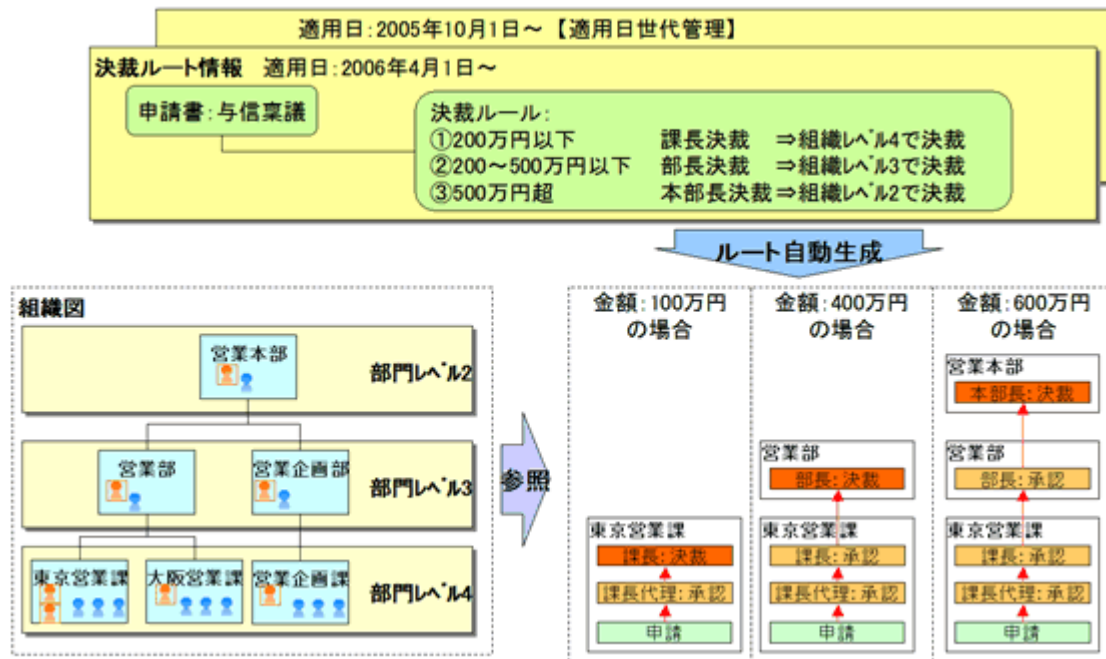 適用日:2005年10月1日～【適用日世代管理】
決裁ルート情報 適用日:2006年4月1日～
申請書:与信稟議
決裁ルール:
①200万円以下 課長決裁 ⇒組織レベル4で決裁
②200～500万円以下 部長決裁 ⇒組織レベル3で決裁
③500万円超 本部長決裁⇒組織レベル2で決裁
ルート自動生成
組織図
営業本部
部門レベル2
営業部
営業企画部
部門レベル3
東京営業課
大阪営業課
営業企画課
部門レベル4
参照
金額:100万円
の場合
東京営業課
課長:決裁
課長代理:承認
申請
金額:400万円
の場合
営業部
部長:決裁
東京営業課
課長:承認
課長代理:承認
申請
金額:600万円
の場合
営業本部
本部長:決裁
営業部
部長:承認
東京営業課
課長:承認
課長代理:承認
申請